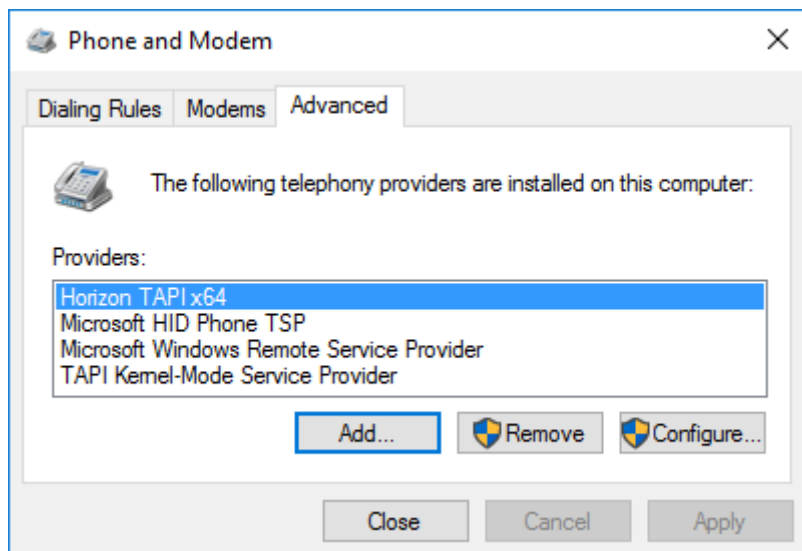 Phone and Modem
Dialing Rules Modems Advanced
The following telephony providers are installed on this computer:
Providers:
Horizon TAPI x64
Microsoft HID Phone TSP
Microsoft Windows Remote Service Provider
TAPI Kernel-Mode Service Provider
Add... Remove Configure...
Close Cancel Apply